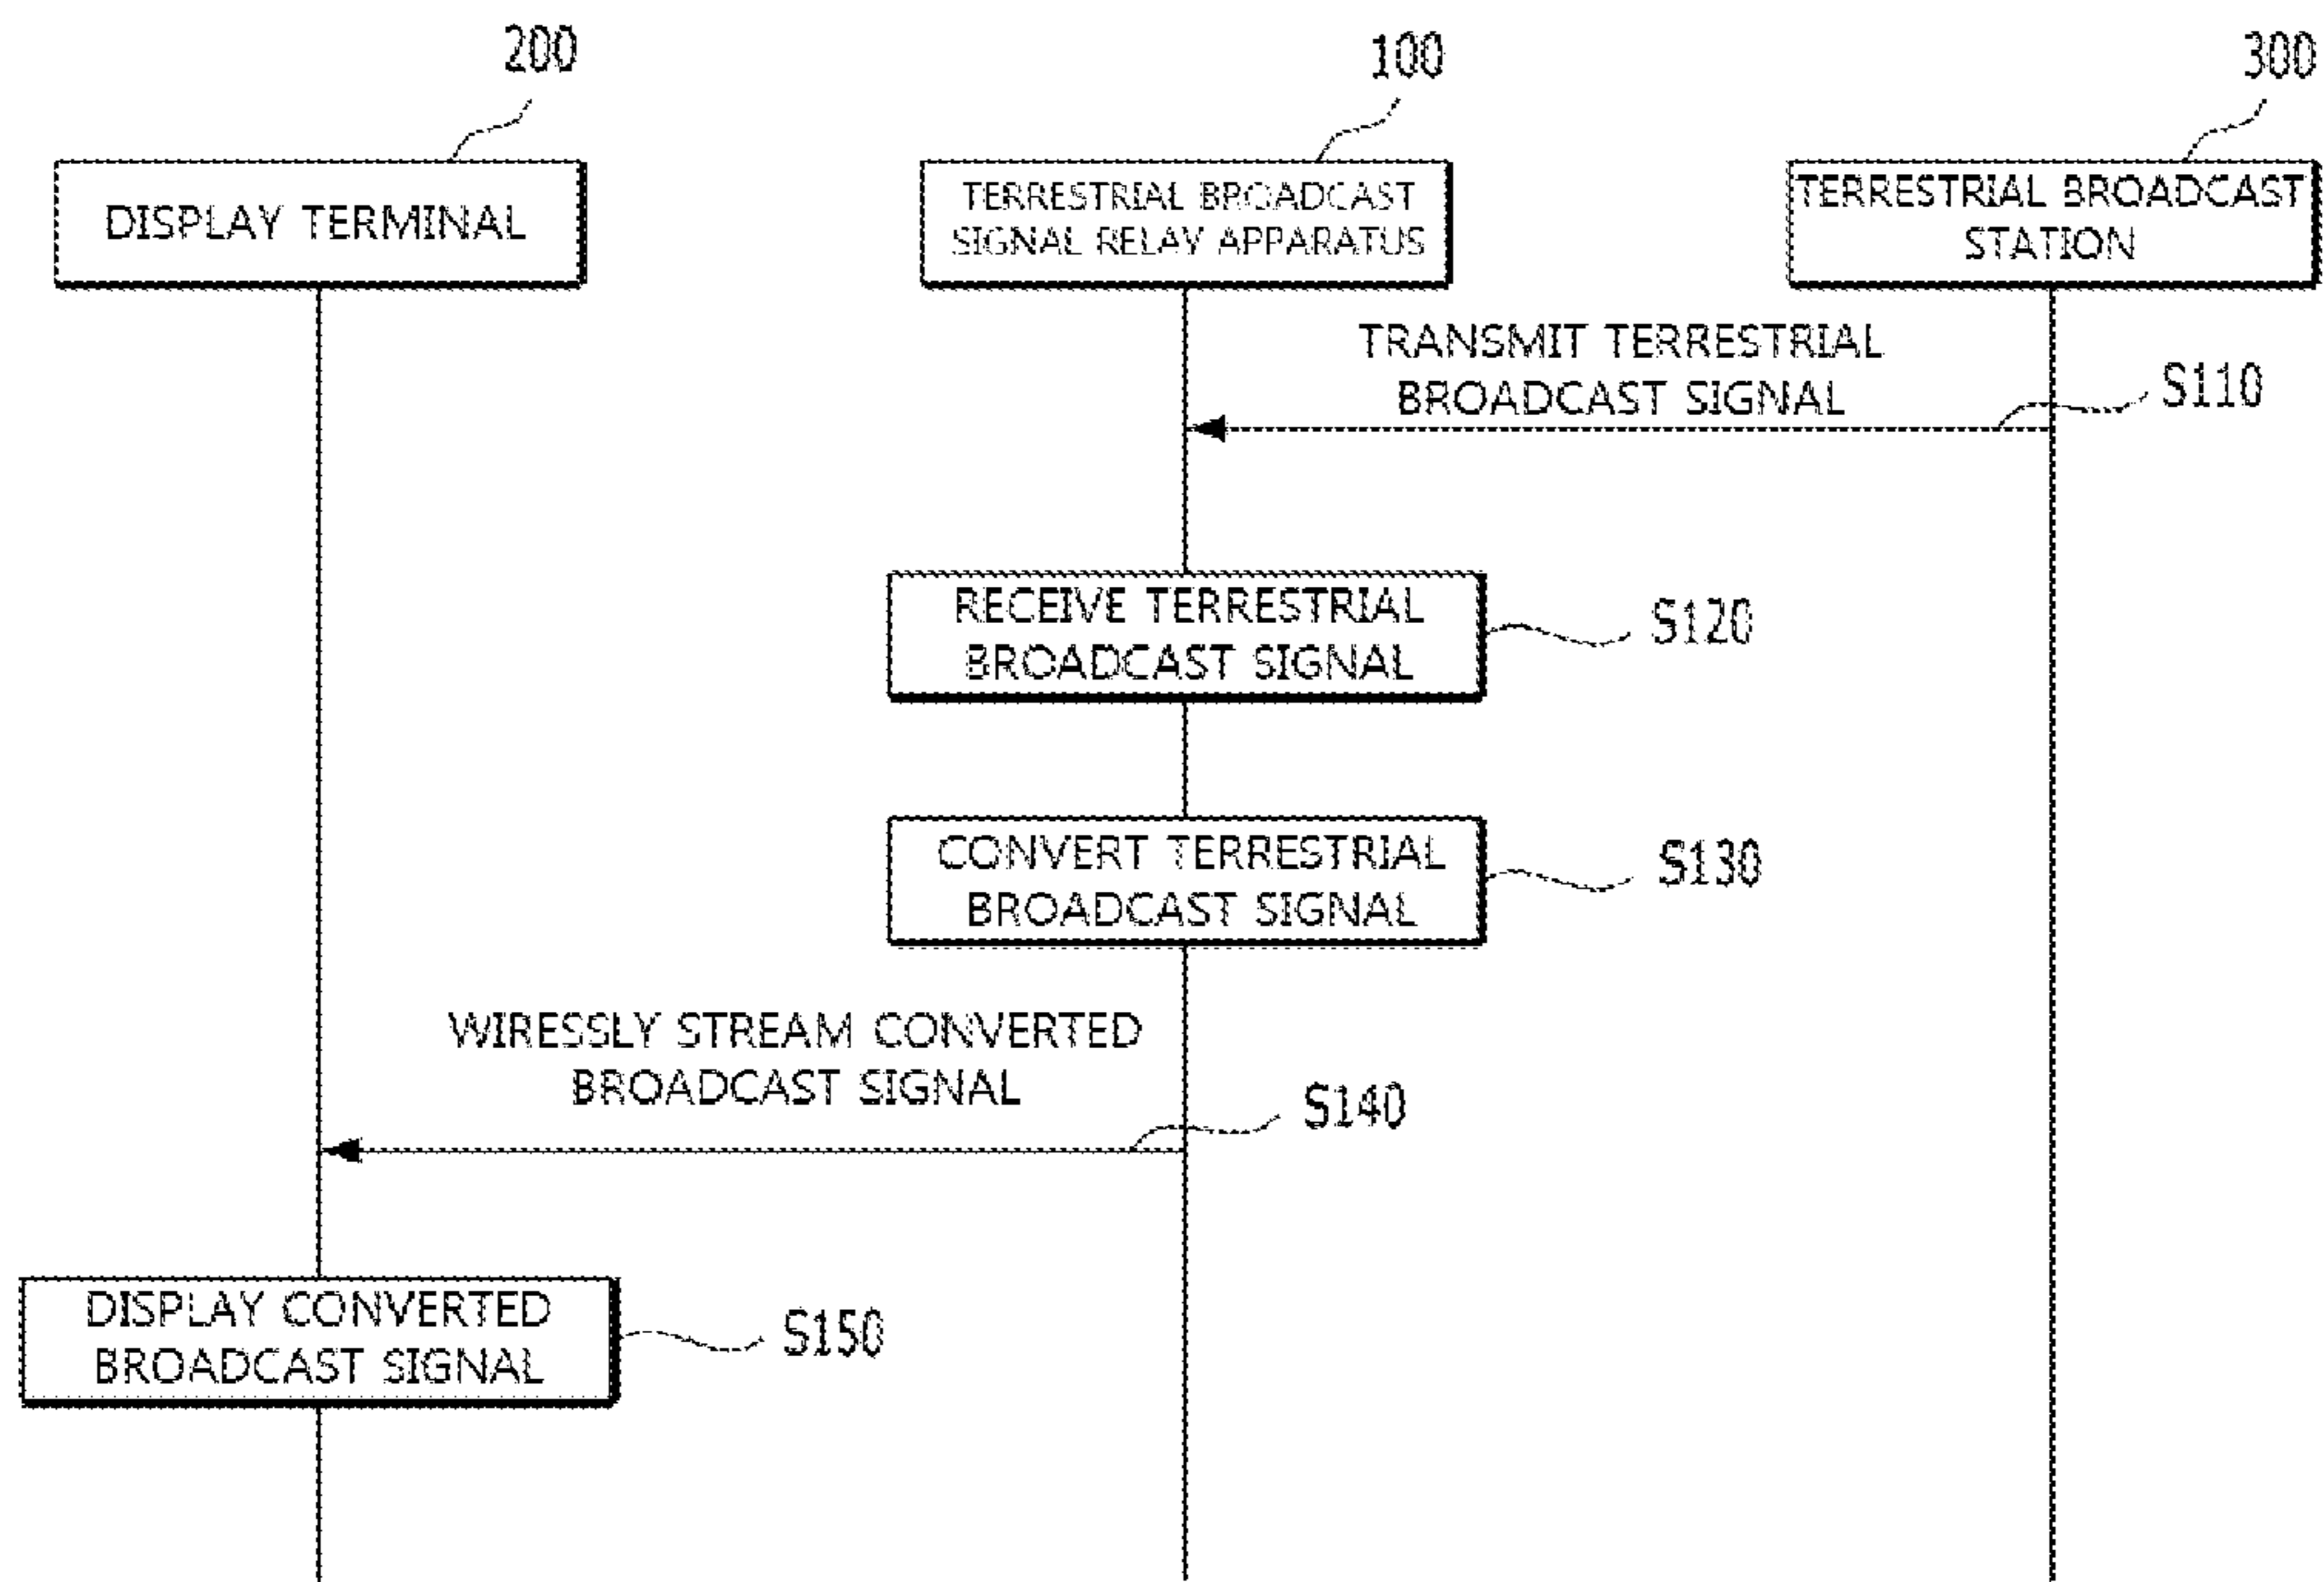 200
100
300
DISPLAY TERMINAL
TERRESTRIAL BROADCAST
SIGNAL RELAY APPARATUS
TERRESTRIAL BROADCAST
STATION
TRANSMIT TERRESTRIAL
BROADCAST SIGNAL
S110
RECEIVE TERRESTRIAL
BROADCAST SIGNAL
S120
CONVERT TERRESTRIAL
BROADCAST SIGNAL
S130
WIRESSLY STREAM CONVERTED
BROADCAST SIGNAL
S140
DISPLAY CONVERTED
BROADCAST SIGNAL
S150